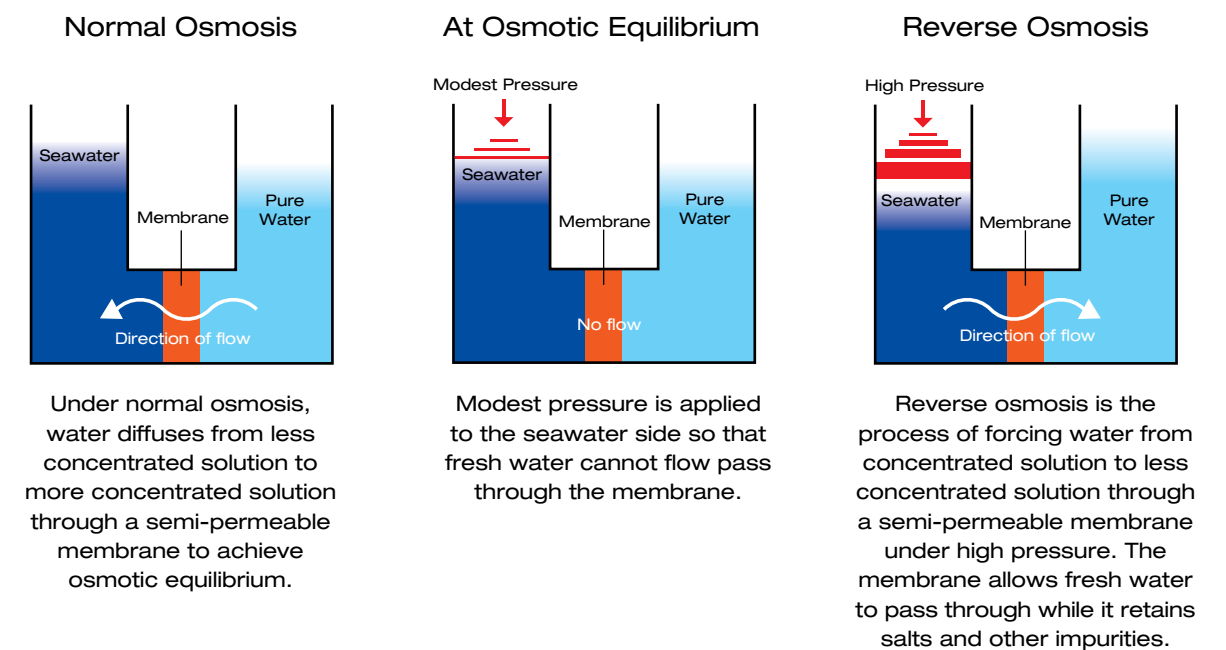 Normal Osmosis
Seawater
Membrane
Pure
Water
Direction of flow
Under normal osmosis,
water diffuses from less
concentrated solution to
more concentrated solution
through a semi-permeable
membrane to achieve
osmotic equilibrium.
At Osmotic Equilibrium
Modest Pressure
Seawater
Membrane
Pure
Water
No flow
Modest pressure is applied
to the seawater side so that
fresh water cannot flow pass
through the membrane.
Reverse Osmosis
High Pressure
Seawater
Membrane
Pure
Water
Direction of flow
Reverse osmosis is the
process of forcing water from
concentrated solution to less
concentrated solution through
a semi-permeable membrane
under high pressure. The
membrane allows fresh water
to pass through while it retains
salts and other impurities.